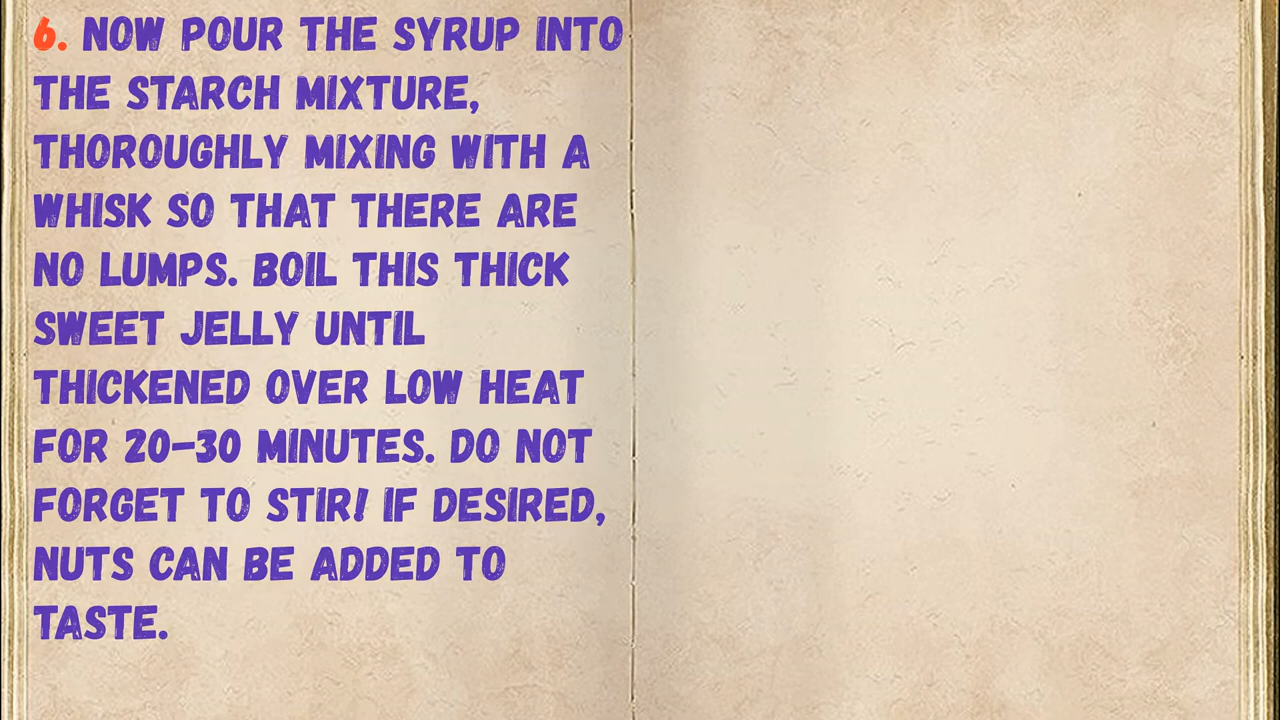 6. NOW POUR THE SYRUP INTO
THE STARCH MIXTURE,
THOROUGHLY MIXING WITH A
WHISK SO THAT THERE ARE
NO LUMPS. BOIL THIS THICK
SWEET JELLY UNTIL
THICKENED OVER LOW HEAT
FOR 20-30 MINUTES. DO NOT
FORGET TO STIR! IF DESIRED,
NUTS CAN BE ADDED TO
TASTE.